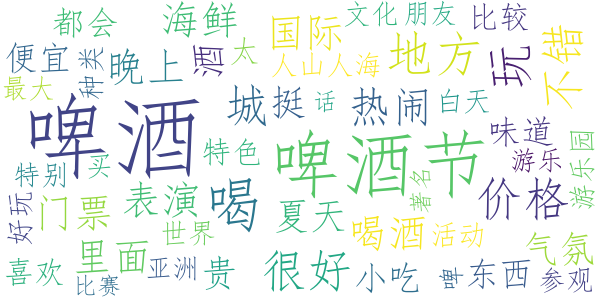 都会
海鲜
国际
文化
朋友
比较
便宜
种类
晚上
酒
太
人山人海
地方
玩
不错
最大
啤酒
城
挺
话
热闹
白天
味道
特别
买
特色
啤酒节
游乐
游乐园
好玩
门票
表演
喝
夏天
著名
价格
世界
喝酒
活动
气氛
喜欢
里面
亚洲
贵
很好
小吃
啤
东西
参观
比赛